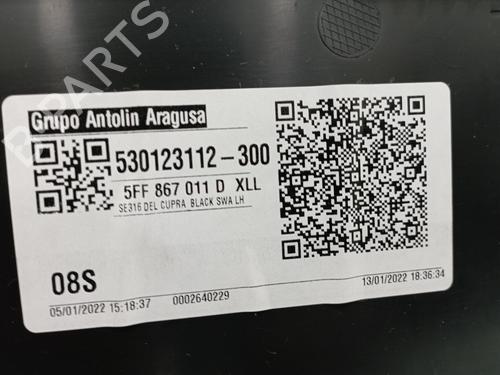 Grupo Antolin Aragusa
530123112-300
5FF 867 011 D XLL
SE316 DEL CUPRA BLACK SWA LH
08S
05/01/2022 15:18:37 0002640229 13/01/2022 18:36:34